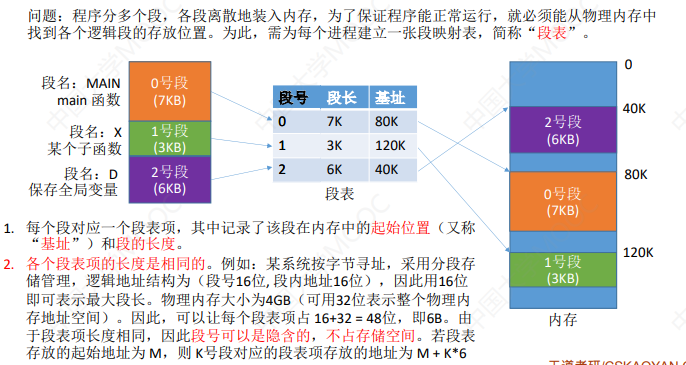 问题：程序分多个段，各段离散地装入内存，为了保证程序能正常运行，就必须能从物理内存中
找到各个逻辑段的存放位置。为此，需为每个进程建立一张段映射表，简称“段表”。
段名：MAIN
main 函数
0号段
(7KB)
段名：X
某个子函数
1号段
(3KB)
段名：D
保存全局变量
2号段
(6KB)
段号 段长 基址
0 7K 80K
1 3K 120K
2 6K 40K
段表
0
40K
2号段
(6KB)
80K
0号段
(7KB)
120K
1号段
(3KB)
内存
1. 每个段对应一个段表项，其中记录了该段在内存中的起始位置（又称
“基址”）和段的长度。
2. 各个段表项的长度是相同的。例如：某系统按字节寻址，采用分段存
储管理，逻辑地址结构为（段号16位, 段内地址16位），因此用16位
即可表示最大段长。物理内存大小为4GB（可用32位表示整个物理内
存地址空间）。因此，可以让每个段表项占 16+32 = 48位，即6B。由
于段表项长度相同，因此段号可以是隐含的，不占存储空间。若段表
存放的起始地址为 M，则 K号段对应的段表项存放的地址为 M + K*6